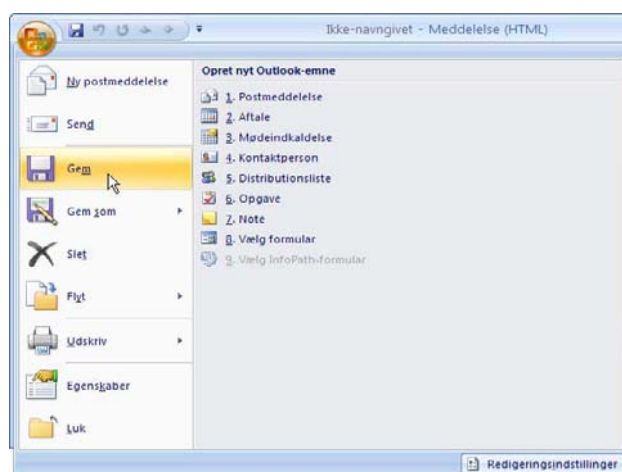 Ikke-navngivet - Meddelelse (HTML)
Ny postmeddelelse
Send
Gem
Gem som
Slet
Flyt
Udskriv
Egenskaber
Luk
Opret nyt Outlook-emne
1. Postmeddelelse
2. Aftale
3. Mødeindkaldelse
4. Kontaktperson
5. Distributionsliste
6. Opgave
7. Note
8. Vælg formular
9. Vælg InfoPath-formular
Redigeringsindstillinger